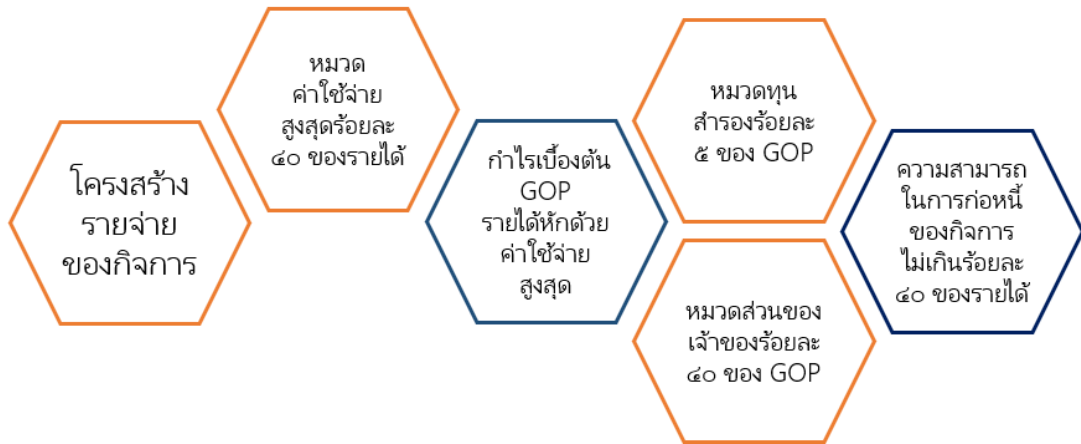 โครงสร้าง
รายจ่าย
ของกิจการ
หมวด
ค่าใช้จ่าย
สูงสุดร้อยละ
๔๐ ของรายได้
กำไรเบื้องต้น
GOP
รายได้หักด้วย
ค่าใช้จ่าย
สูงสุด
หมวดทุน
สำรองร้อยละ
๕ ของ GOP
หมวดส่วนของ
เจ้าของร้อยละ
๔๐ ของ GOP
ความสามารถ
ในการก่อหนี้
ของกิจการ
ไม่เกินร้อยละ
๔๐ ของรายได้